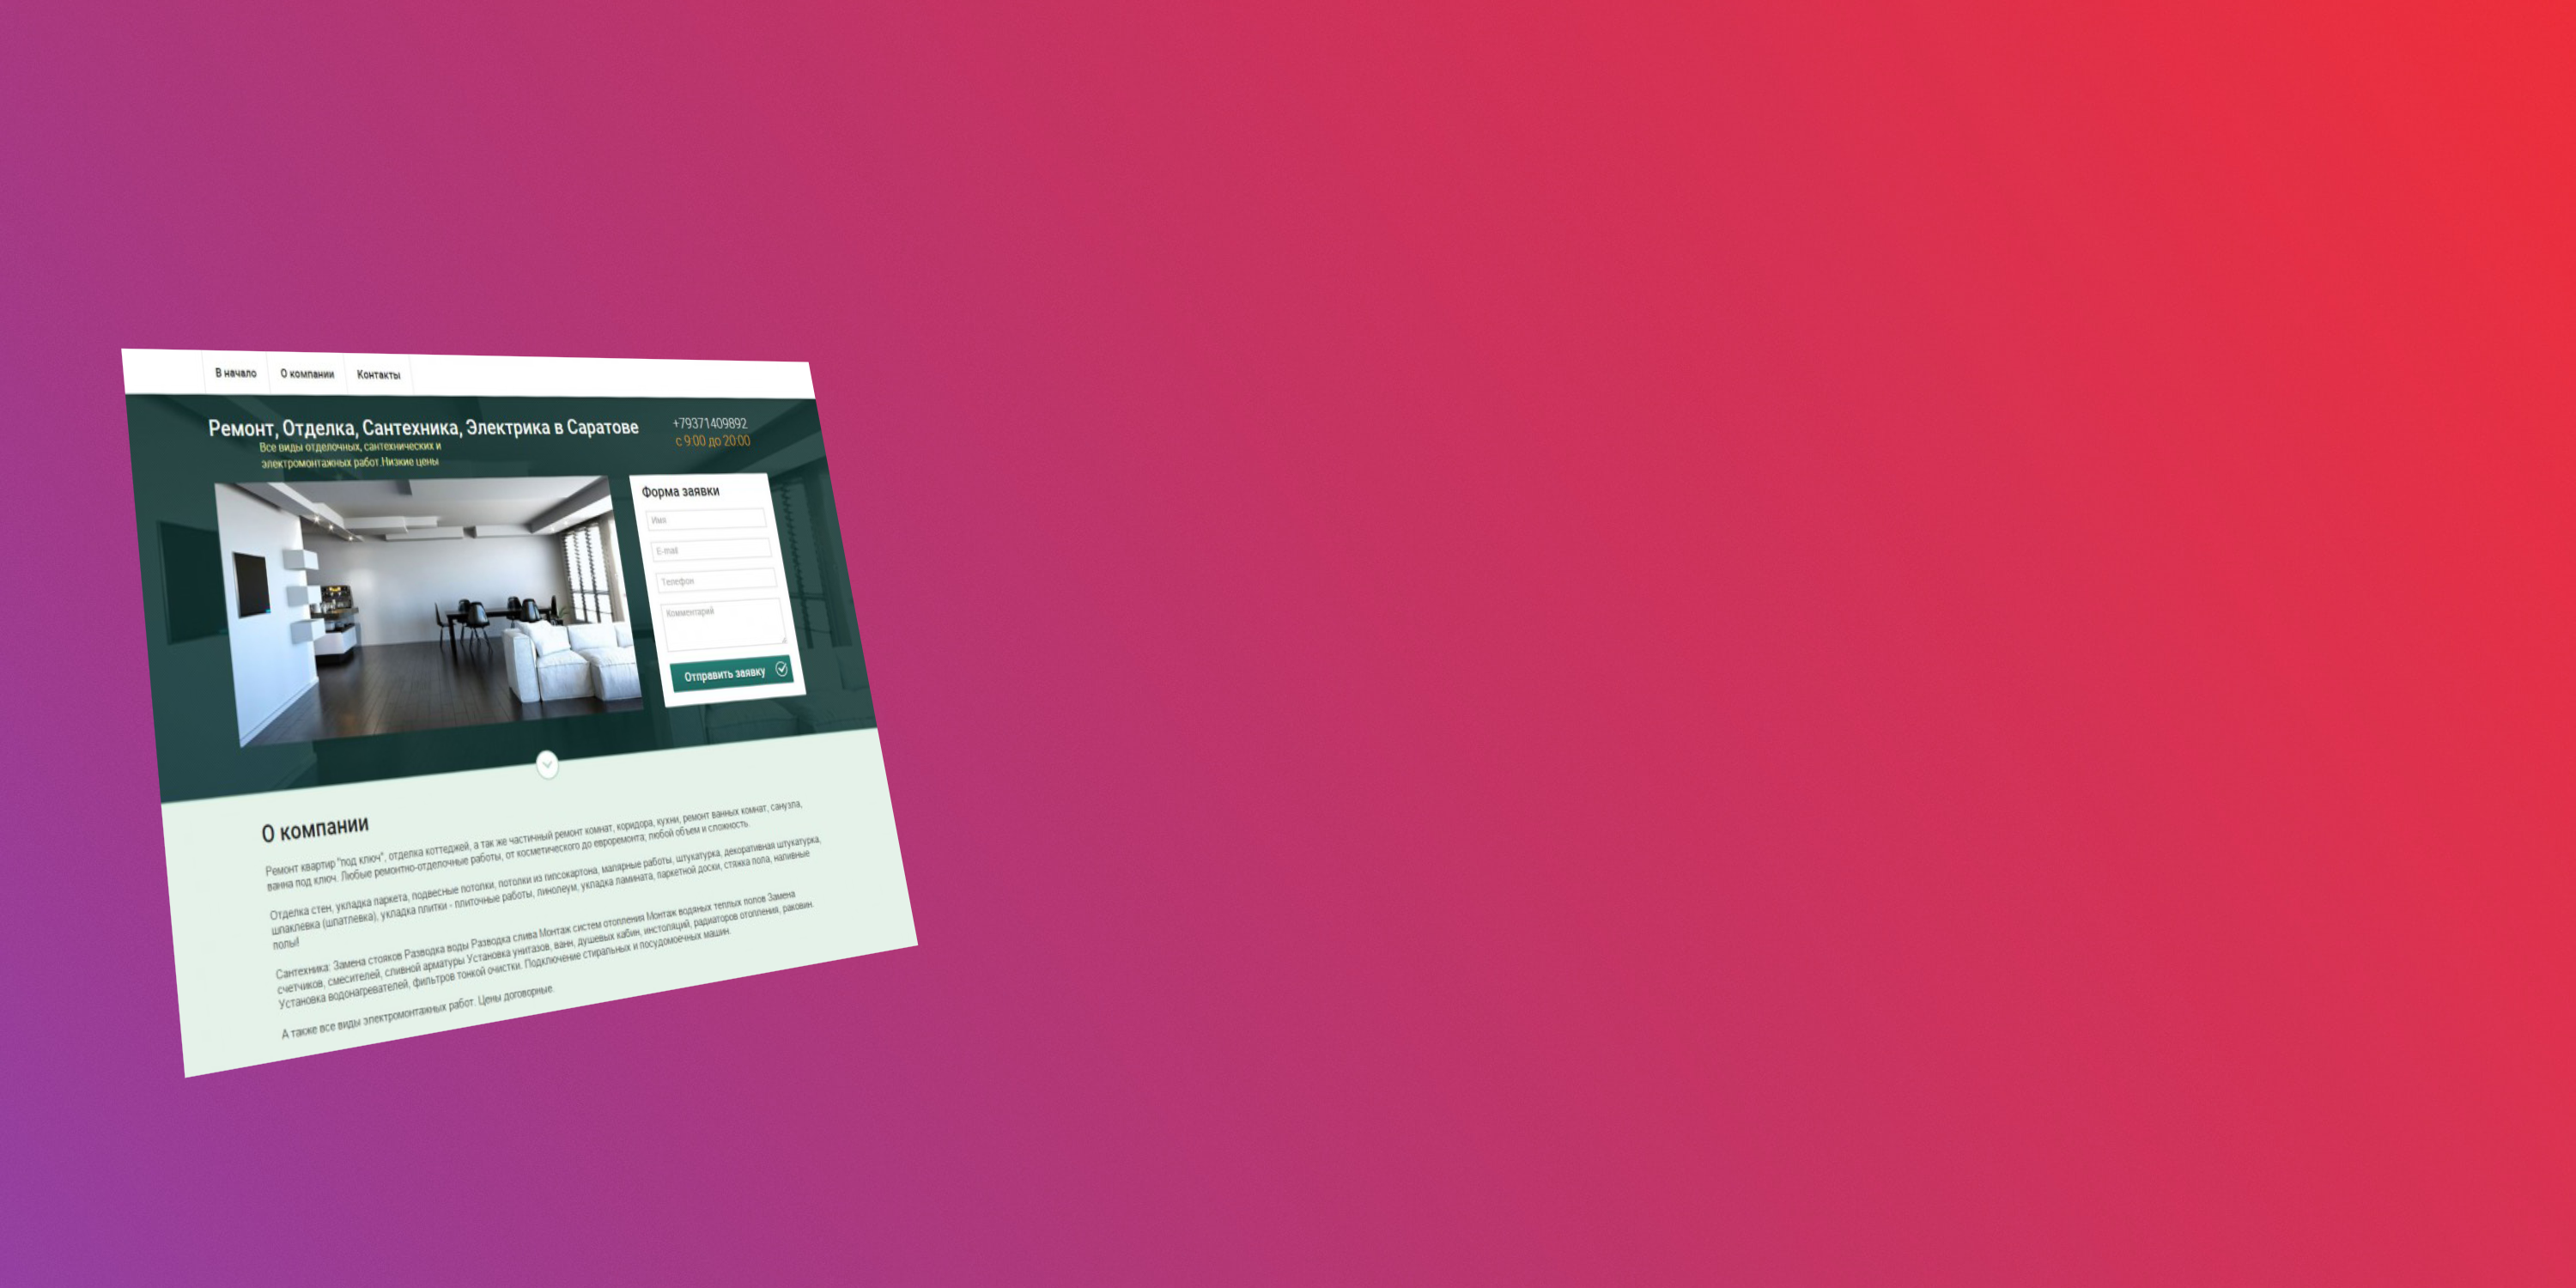 В начало
О компании
Контакты
Ремонт, Отделка, Сантехника, Электрика в Саратове
Все виды отделочных, сантехнических и
электромонтажных работ.Низкие цены
+79371409892
с 9:00 до 20:00
Форма заявки
Имя
E-mail
Телефон
Комментарий
Отправить заявку
О компании
Ремонт квартир "под ключ", отделка коттеджей, а так же частичный ремонт комнат, коридора, кухни, ремонт ванных комнат, санузла,
ванна под ключ. Любые ремонтно-отделочные работы, от косметического до евроремонта, любой объем и сложность.
Отделка стен, укладка паркета, подвесные потолки, потолки из гипсокартона, малярные работы, штукатурка, декоративная штукатурка,
шпаклевка (шпатлевка), укладка плитки - плиточные работы, линолеум, укладка ламината, паркетной доски, стяжка пола, наливные
полы!
Сантехника: Замена стояков Разводка воды Разводка слива Монтаж систем отопления Монтаж водяных теплых полов Замена
счетчиков, смесителей, сливной арматуры Установка унитазов, ванн, душевых кабин, инстоляций, радиаторов отопления, раковин.
Установка водонагревателей, фильтров тонкой очистки. Подключение стиральных и посудомоечных машин.
А также все виды электромонтажных работ. Цены договорные.